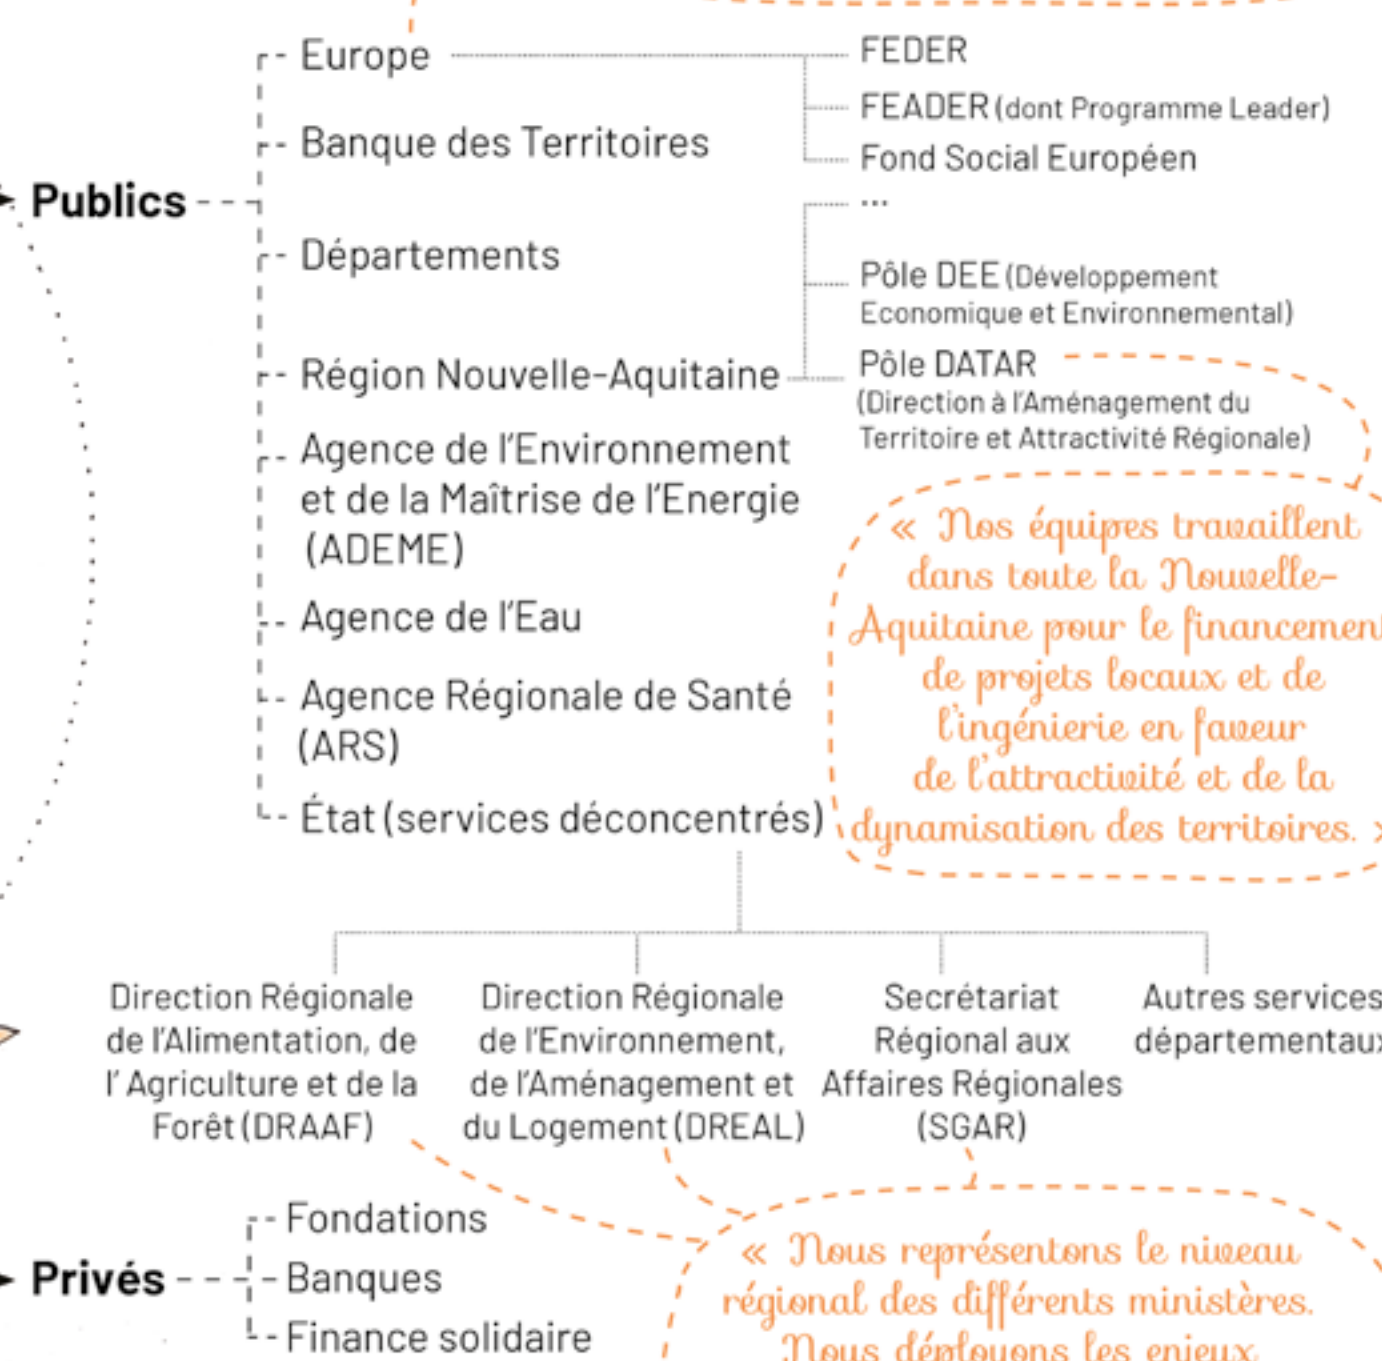 Publics
Europe
FEDER
FEADER (dont Programme Leader)
Fond Social Européen
Banque des Territoires
Départements
Région Nouvelle-Aquitaine
...
Pôle DEE (Développement
Economique et Environnemental)
Pôle DATAR
(Direction à l'Aménagement du
Territoire et Attractivité Régionale)
« Nos équipes travaillent
dans toute la Nouvelle-
Aquitaine pour le financement
de projets locaux et de
l'ingénierie en faveur
de l'attractivité et de la
dynamisation des territoires. »
Agence de l'Environnement
et de la Maîtrise de l'Energie
(ADEME)
Agence de l'Eau
Agence Régionale de Santé
(ARS)
État (services déconcentrés)
Direction Régionale
de l'Alimentation, de
l' Agriculture et de la
Forêt (DRAAF)
Direction Régionale
de l'Environnement,
de l'Aménagement et
du Logement (DREAL)
Secrétariat
Régional aux
Affaires Régionales
(SGAR)
Autres services
départementaux
« Nous représentons le niveau
régional des différents ministères.
Nous déployons les enjeux
Privés
Fondations
Banques
Finance solidaire